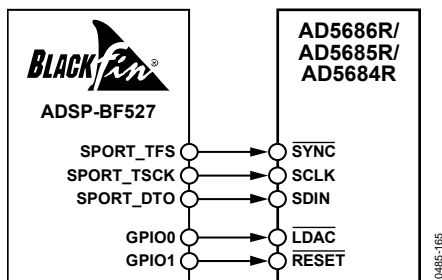 BLACKfin®
ADSP-BF527
SPORT_TFS
SPORT_TSCK
SPORT_DTO
GPIO0
GPIO1
AD5686R/
AD5685R/
AD5684R
SYNC
SCLK
SDIN
LDAC
RESET
0485-165